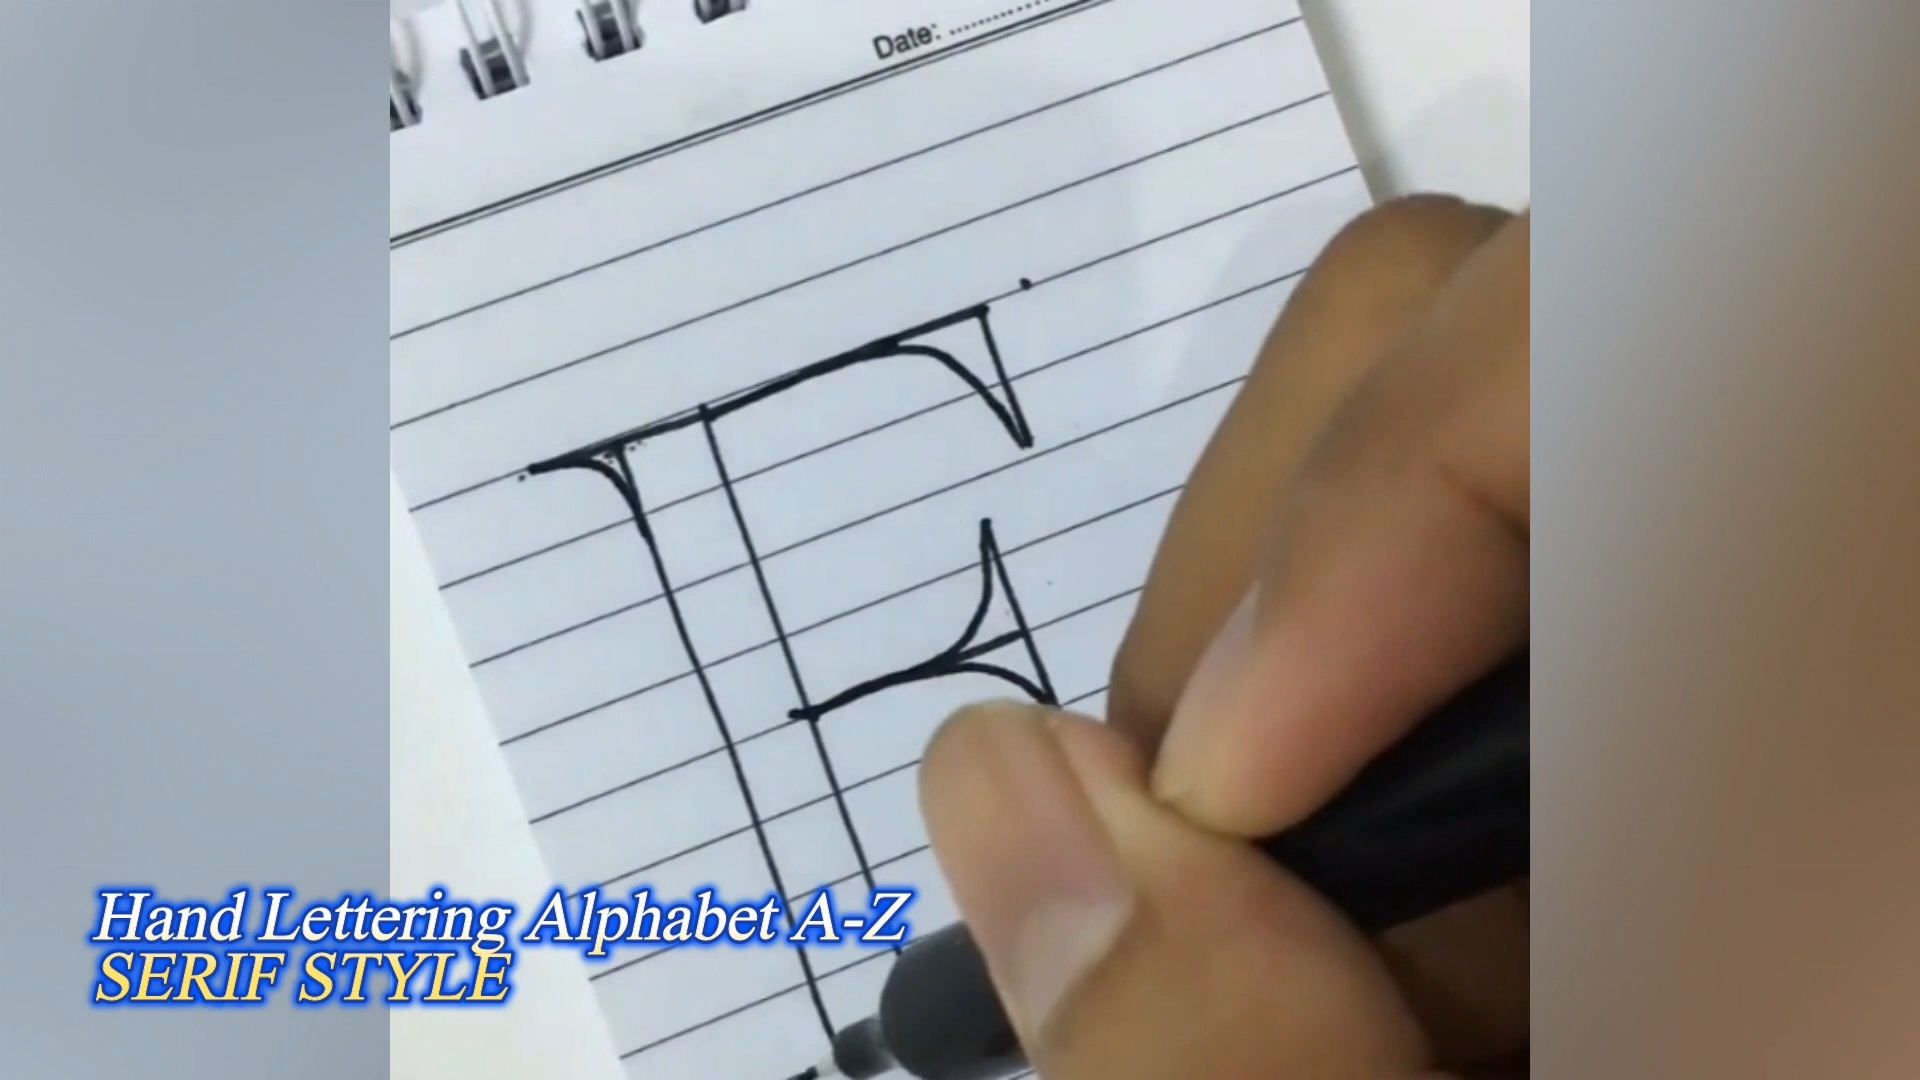 Date: ....................
F
Hand Lettering Alphabet A-Z
SERIF STYLE